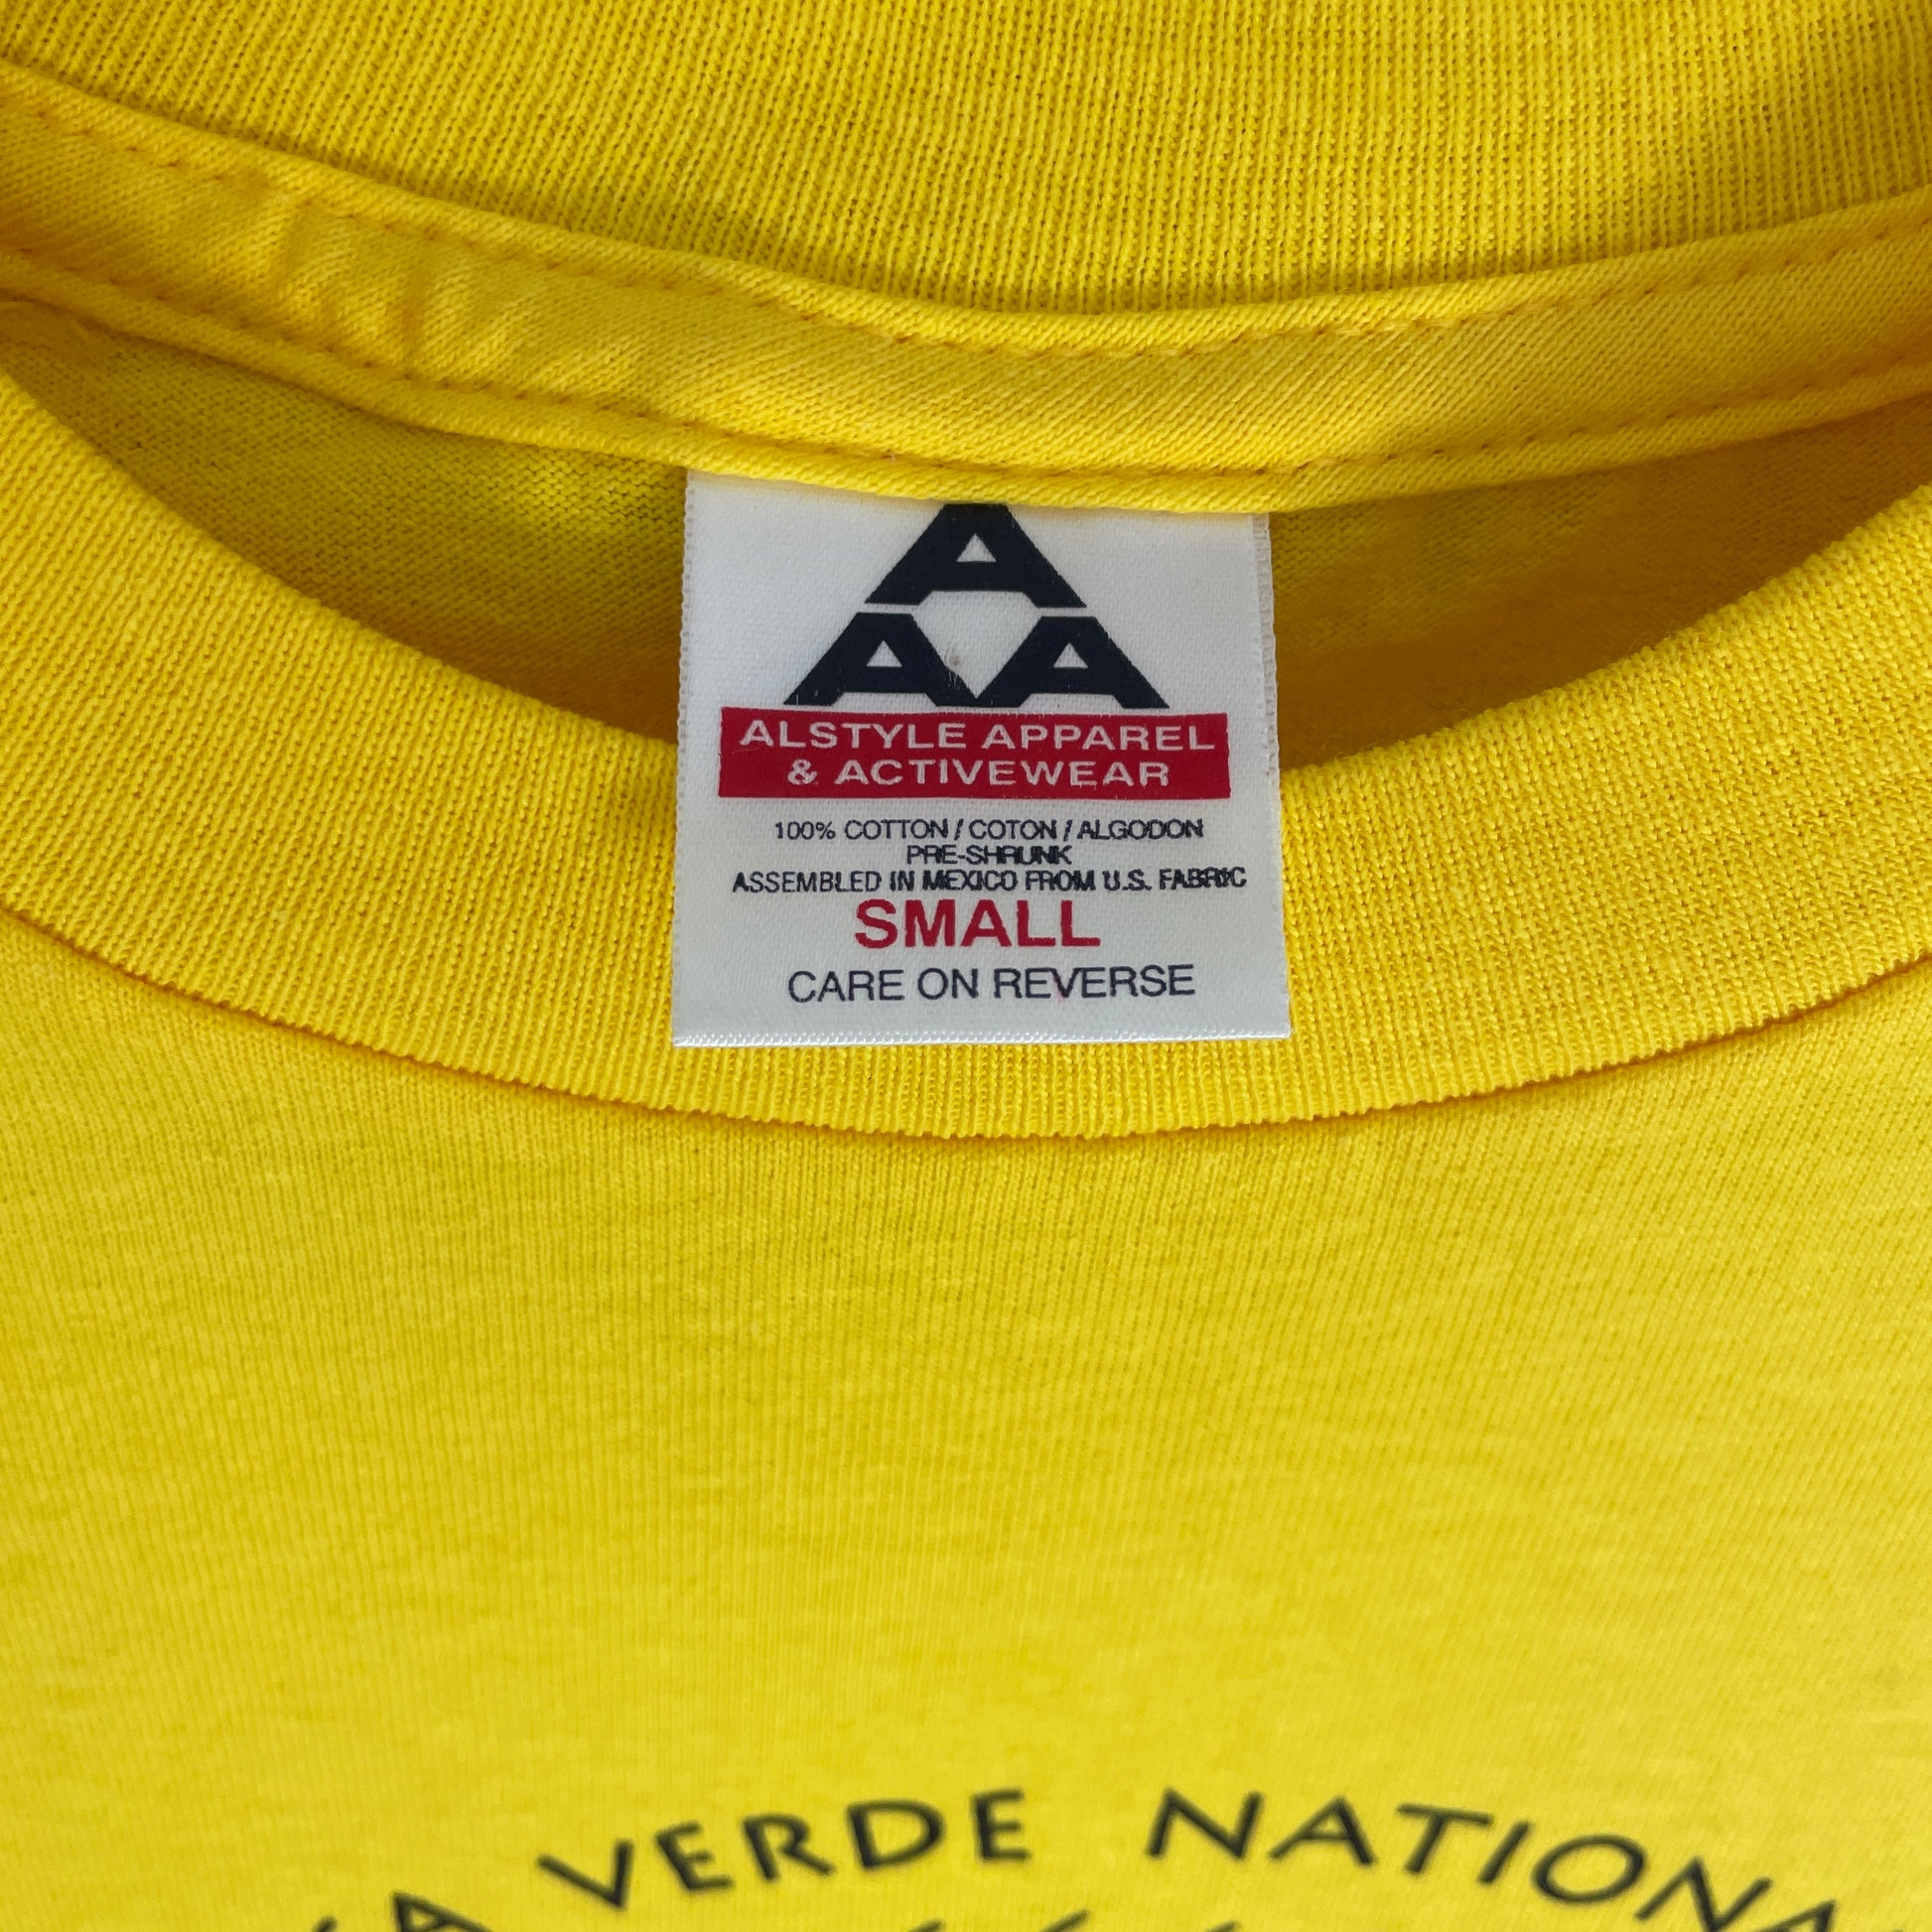 A
AA
ALSTYLE APPAREL
& ACTIVEWEAR
100% COTTON / COTON / ALGODON
PRE-SHRUNK
ASSEMBLED IN MEXICO FROM U.S. FABRIC
SMALL
CARE ON REVERSE
VERDE